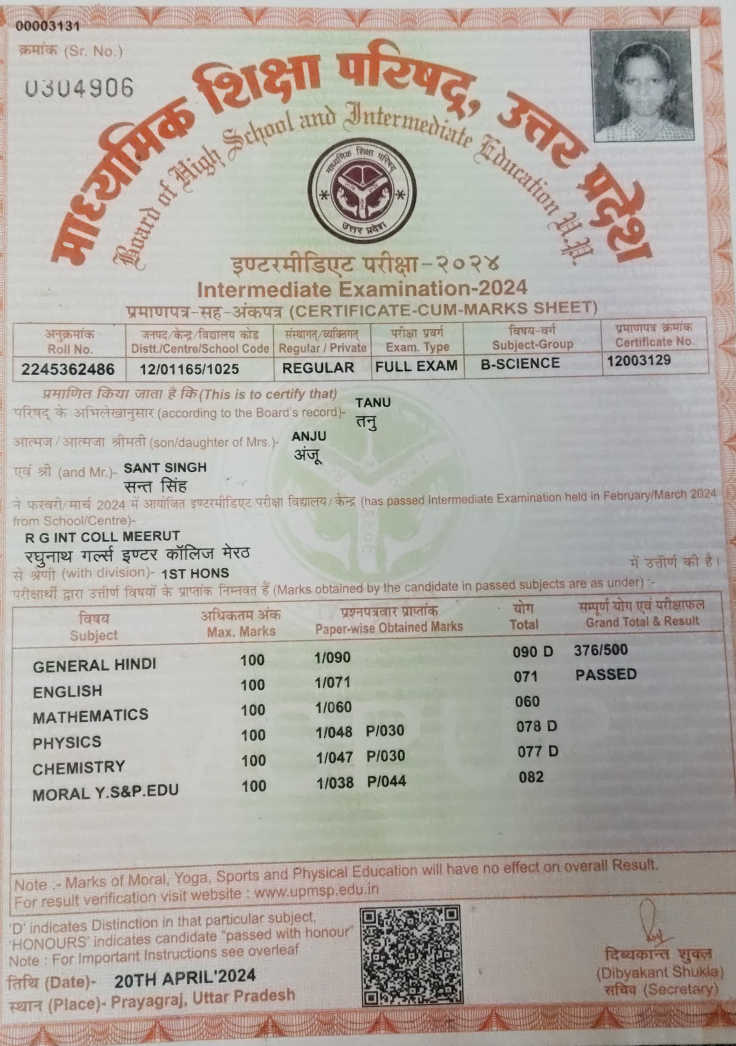 00003131
क्रमांक (Sr. No.)
0304906
माध्यमिक शिक्षा परिषद्, उत्तर प्रदेश
Board of High School and Intermediate Education U.P.
माध्यमिक शिक्षा परिषद्
उत्तर प्रदेश
इण्टरमीडिएट परीक्षा-२०२४
Intermediate Examination-2024
प्रमाणपत्र-सह-अंकपत्र (CERTIFICATE-CUM-MARKS SHEET)
अनुक्रमांक जनपद/केन्द्र/विद्यालय कोड संस्थागत/व्यक्तिगत परीक्षा प्रवर्ग विषय-वर्ग प्रमाणपत्र क्रमांक
Roll No. Distt./Centre/School Code Regular / Private Exam. Type Subject-Group Certificate No.
2245362486 12/01165/1025 REGULAR FULL EXAM B-SCIENCE 12003129
प्रमाणित किया जाता है कि (This is to certify that) TANU
परिषद् के अभिलेखानुसार (according to the Board's record)- तनु
आत्मज/आत्मजा श्रीमती (son/daughter of Mrs.)- ANJU
अंजू
एवं श्री (and Mr.)- SANT SINGH
सन्त सिंह
ने फरवरी/मार्च 2024 में आयोजित इण्टरमीडिएट परीक्षा विद्यालय/केन्द्र (has passed Intermediate Examination held in February/March 2024
from School/Centre)-
R G INT COLL MEERUT
रघुनाथ गर्ल्स इण्टर कॉलिज मेरठ
से श्रेणी (with division)- 1ST HONS में उत्तीर्ण की है।
परीक्षार्थी द्वारा उत्तीर्ण विषयों के प्राप्तांक निम्नवत् हैं (Marks obtained by the candidate in passed subjects are as under) :-
विषय अधिकतम अंक प्रश्नपत्रवार प्राप्तांक योग सम्पूर्ण योग एवं परीक्षाफल
Subject Max. Marks Paper-wise Obtained Marks Total Grand Total & Result
GENERAL HINDI 100 1/090 090 D 376/500
ENGLISH 100 1/071 071 PASSED
MATHEMATICS 100 1/060 060
PHYSICS 100 1/048 P/030 078 D
CHEMISTRY 100 1/047 P/030 077 D
MORAL Y.S&P.EDU 100 1/038 P/044 082
Note :- Marks of Moral, Yoga, Sports and Physical Education will have no effect on overall Result.
For result verification visit website : www.upmsp.edu.in
'D' indicates Distinction in that particular subject,
'HONOURS' indicates candidate "passed with honour"
Note : For Important Instructions see overleaf
तिथि (Date)- 20TH APRIL'2024
स्थान (Place)- Prayagraj, Uttar Pradesh
दिब्यकान्त शुक्ल
(Dibyakant Shukla)
सचिव (Secretary)